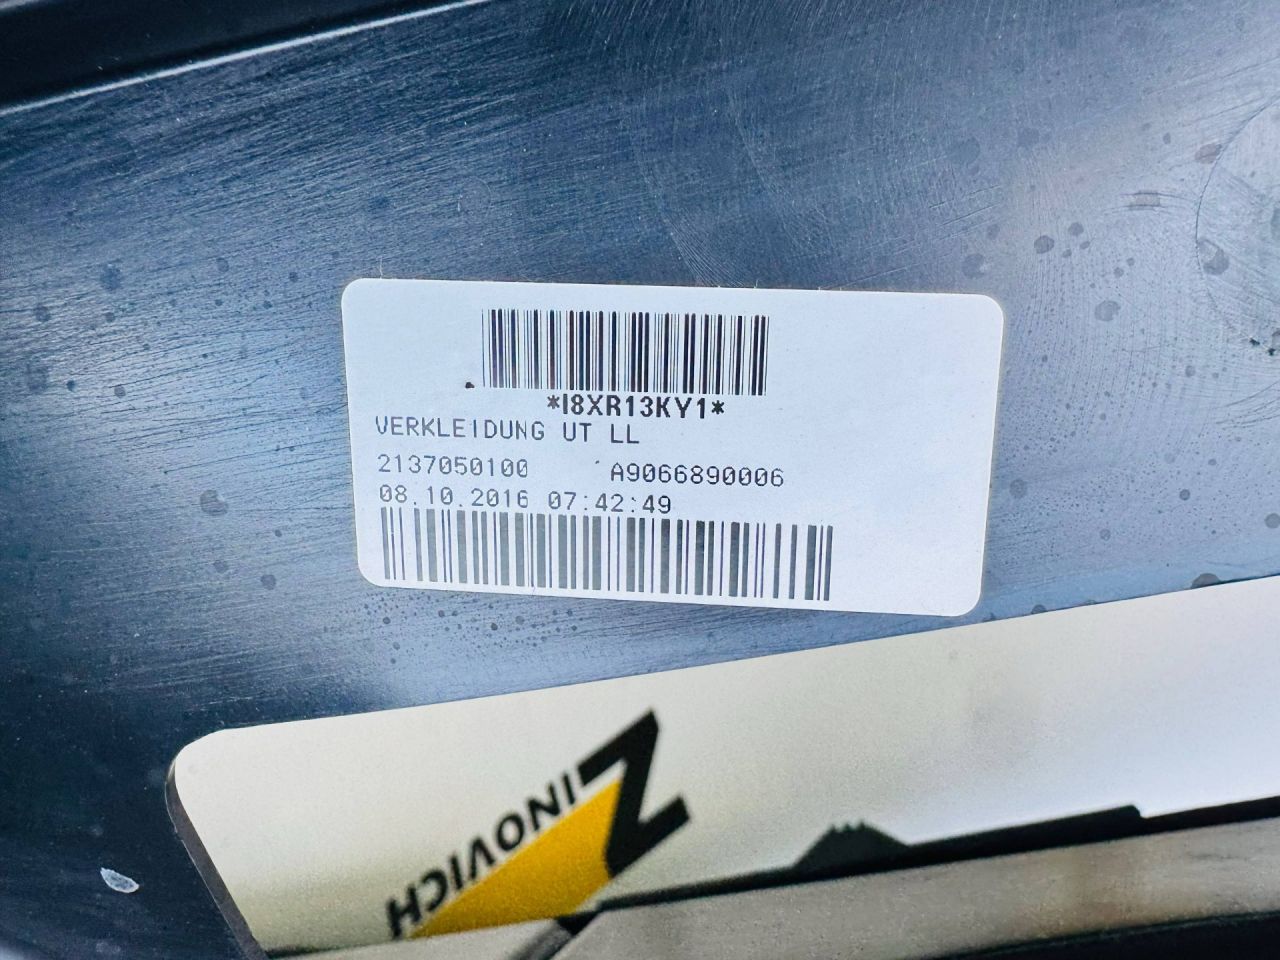 *I8XR13KY1*
VERKLEIDUNG UT LL
2137050100 A9066890006
08.10.2016 07:42:49
ZINOVICH